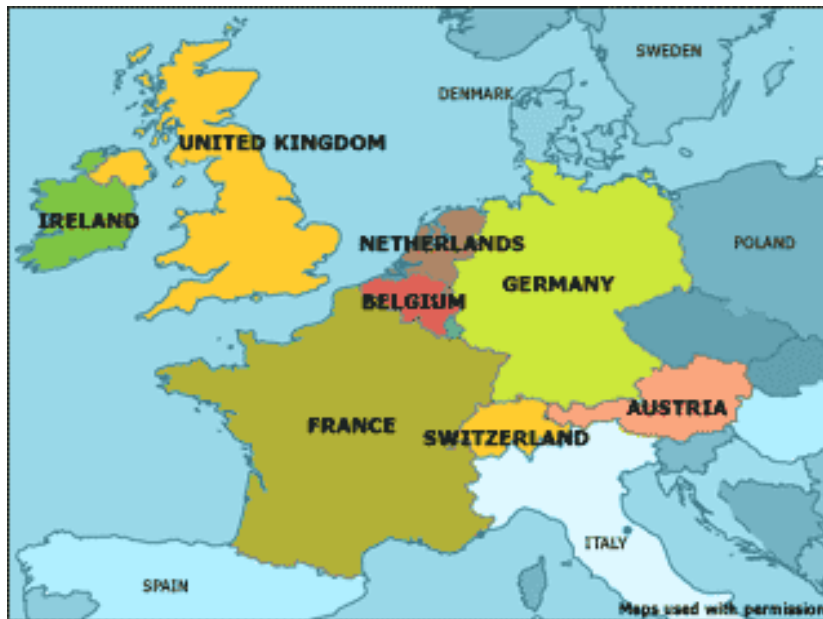 SWEDEN
DENMARK
UNITED KINGDOM
IRELAND
NETHERLANDS
POLAND
GERMANY
BELGIUM
AUSTRIA
FRANCE
SWITZERLAND
ITALY
SPAIN
Maps used with permission